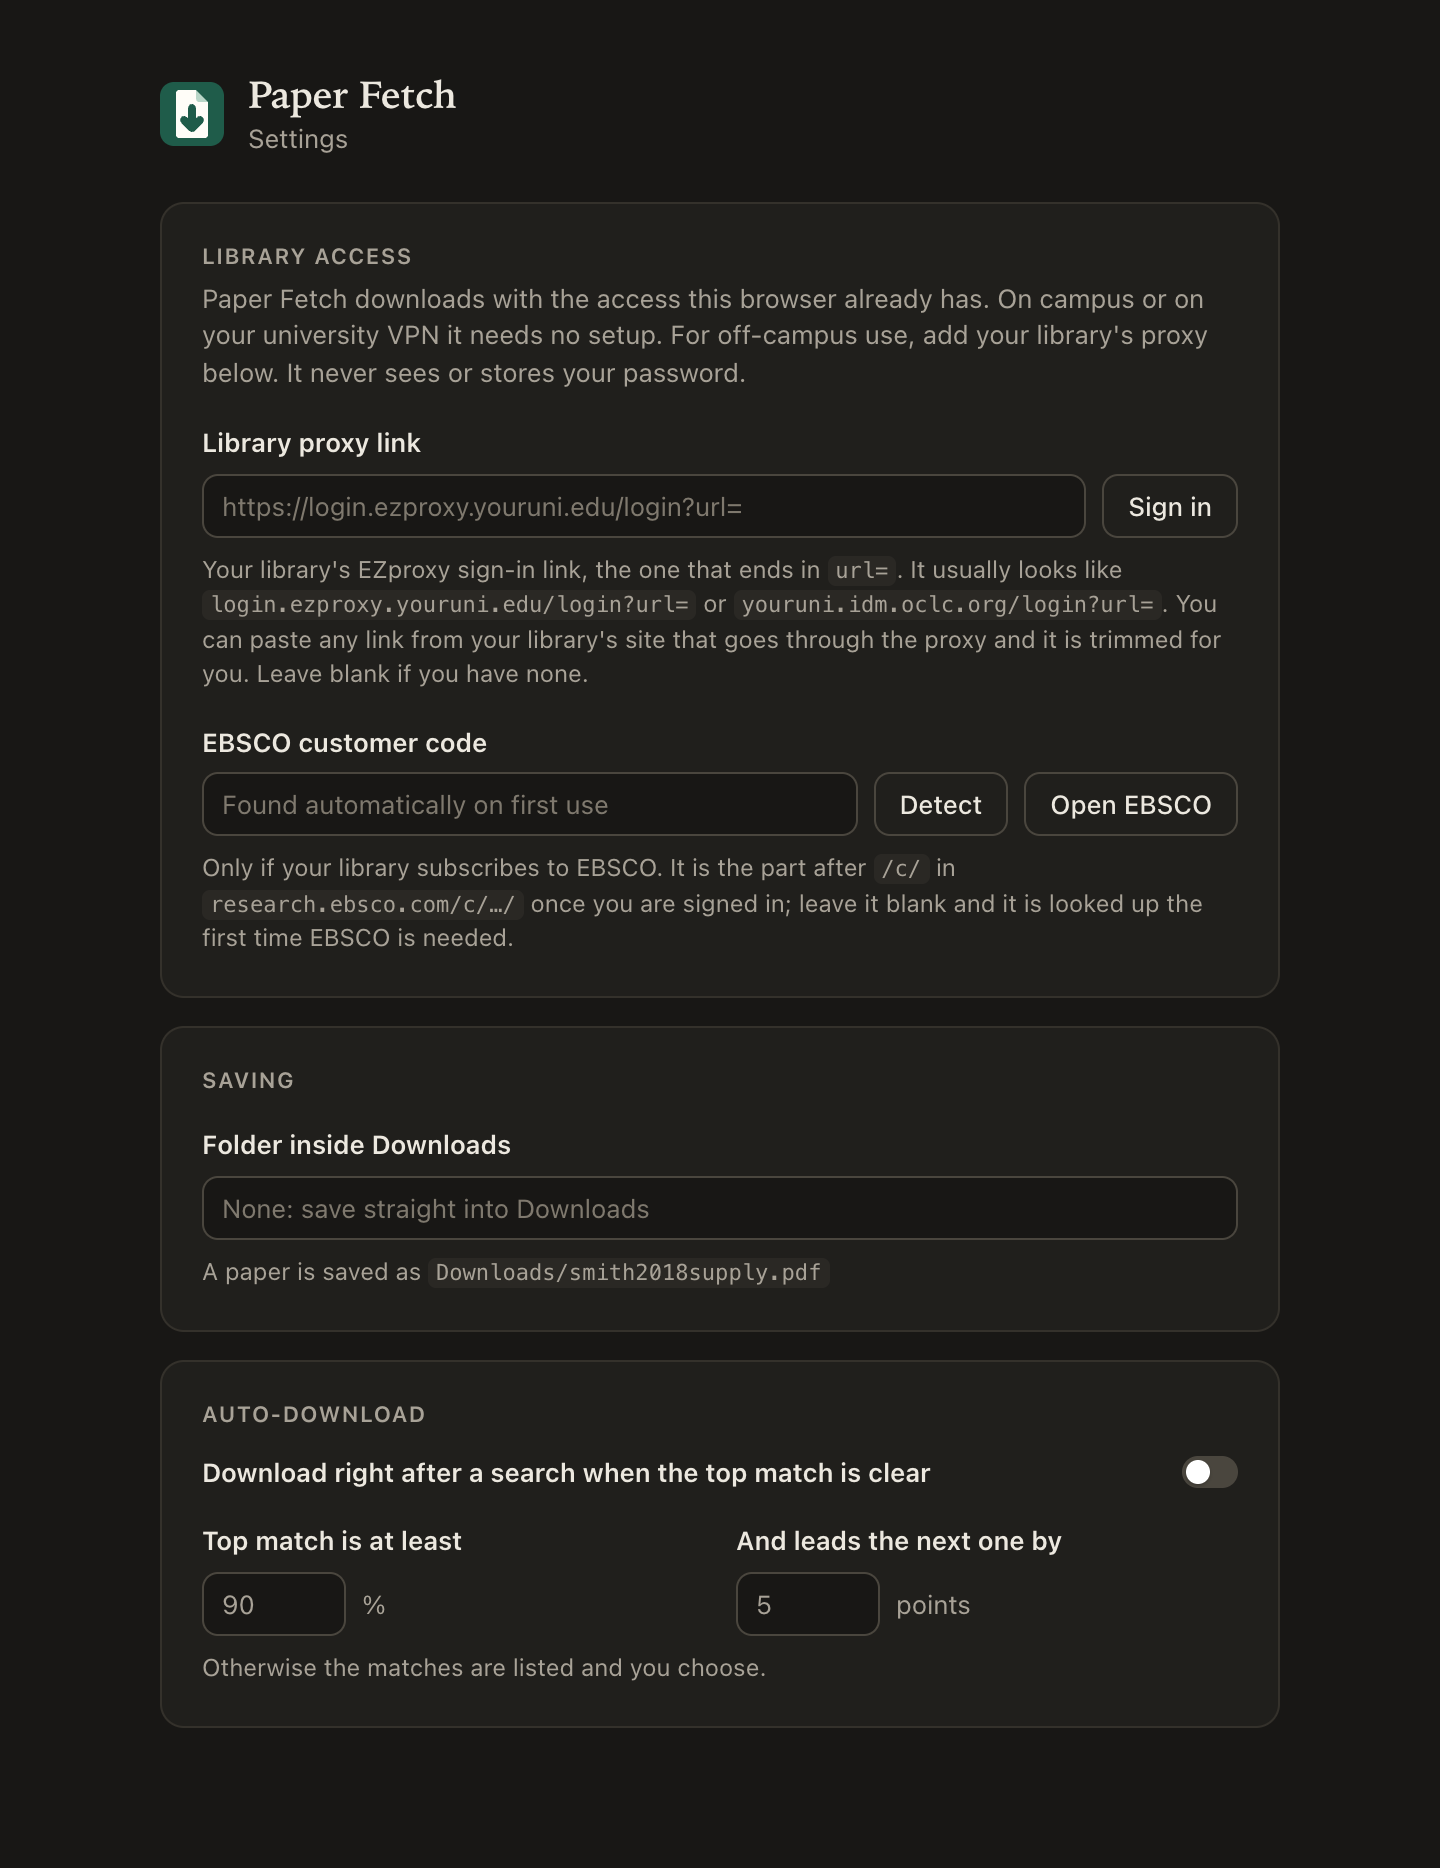 Paper Fetch
Settings
LIBRARY ACCESS
Paper Fetch downloads with the access this browser already has. On campus or on
your university VPN it needs no setup. For off-campus use, add your library's proxy
below. It never sees or stores your password.
Library proxy link
https://login.ezproxy.youruni.edu/login?url= Sign in
Your library's EZproxy sign-in link, the one that ends in url= . It usually looks like
login.ezproxy.youruni.edu/login?url= or youruni.idm.oclc.org/login?url= . You
can paste any link from your library's site that goes through the proxy and it is trimmed for
you. Leave blank if you have none.
EBSCO customer code
Found automatically on first use Detect Open EBSCO
Only if your library subscribes to EBSCO. It is the part after /c/ in
research.ebsco.com/c/…/ once you are signed in; leave it blank and it is looked up the
first time EBSCO is needed.
SAVING
Folder inside Downloads
None: save straight into Downloads
A paper is saved as Downloads/smith2018supply.pdf
AUTO-DOWNLOAD
Download right after a search when the top match is clear
Top match is at least And leads the next one by
90 % 5 points
Otherwise the matches are listed and you choose.